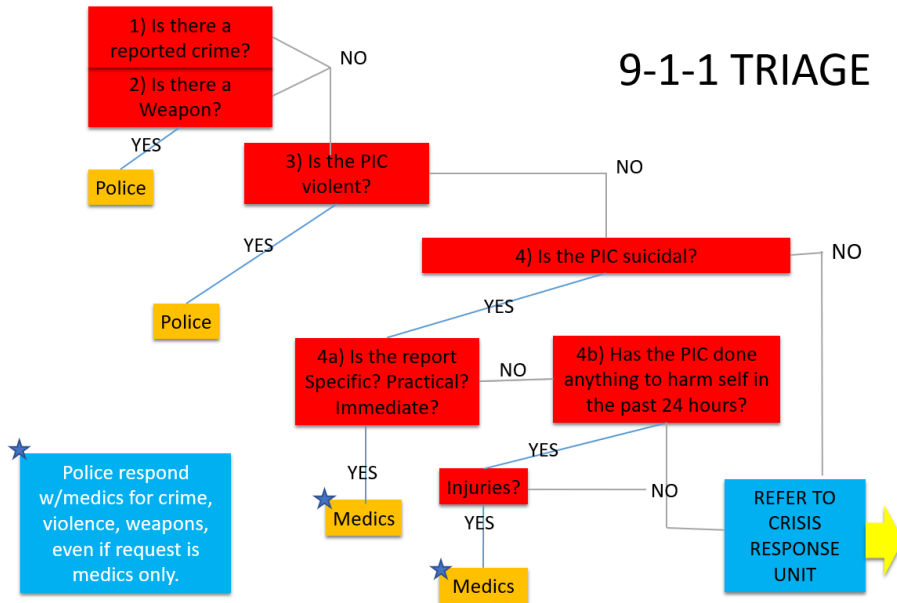 1) Is there a
reported crime?
NO
9-1-1 TRIAGE
2) Is there a
Weapon?
YES
Police
3) Is the PIC
violent?
NO
YES
4) Is the PIC suicidal?
NO
Police
YES
4a) Is the report
Specific? Practical?
Immediate?
NO
4b) Has the PIC done
anything to harm self in
the past 24 hours?
YES
YES
Police respond
w/medics for crime,
violence, weapons,
even if request is
medics only.
Medics
Injuries?
NO
YES
Medics
REFER TO
CRISIS
RESPONSE
UNIT